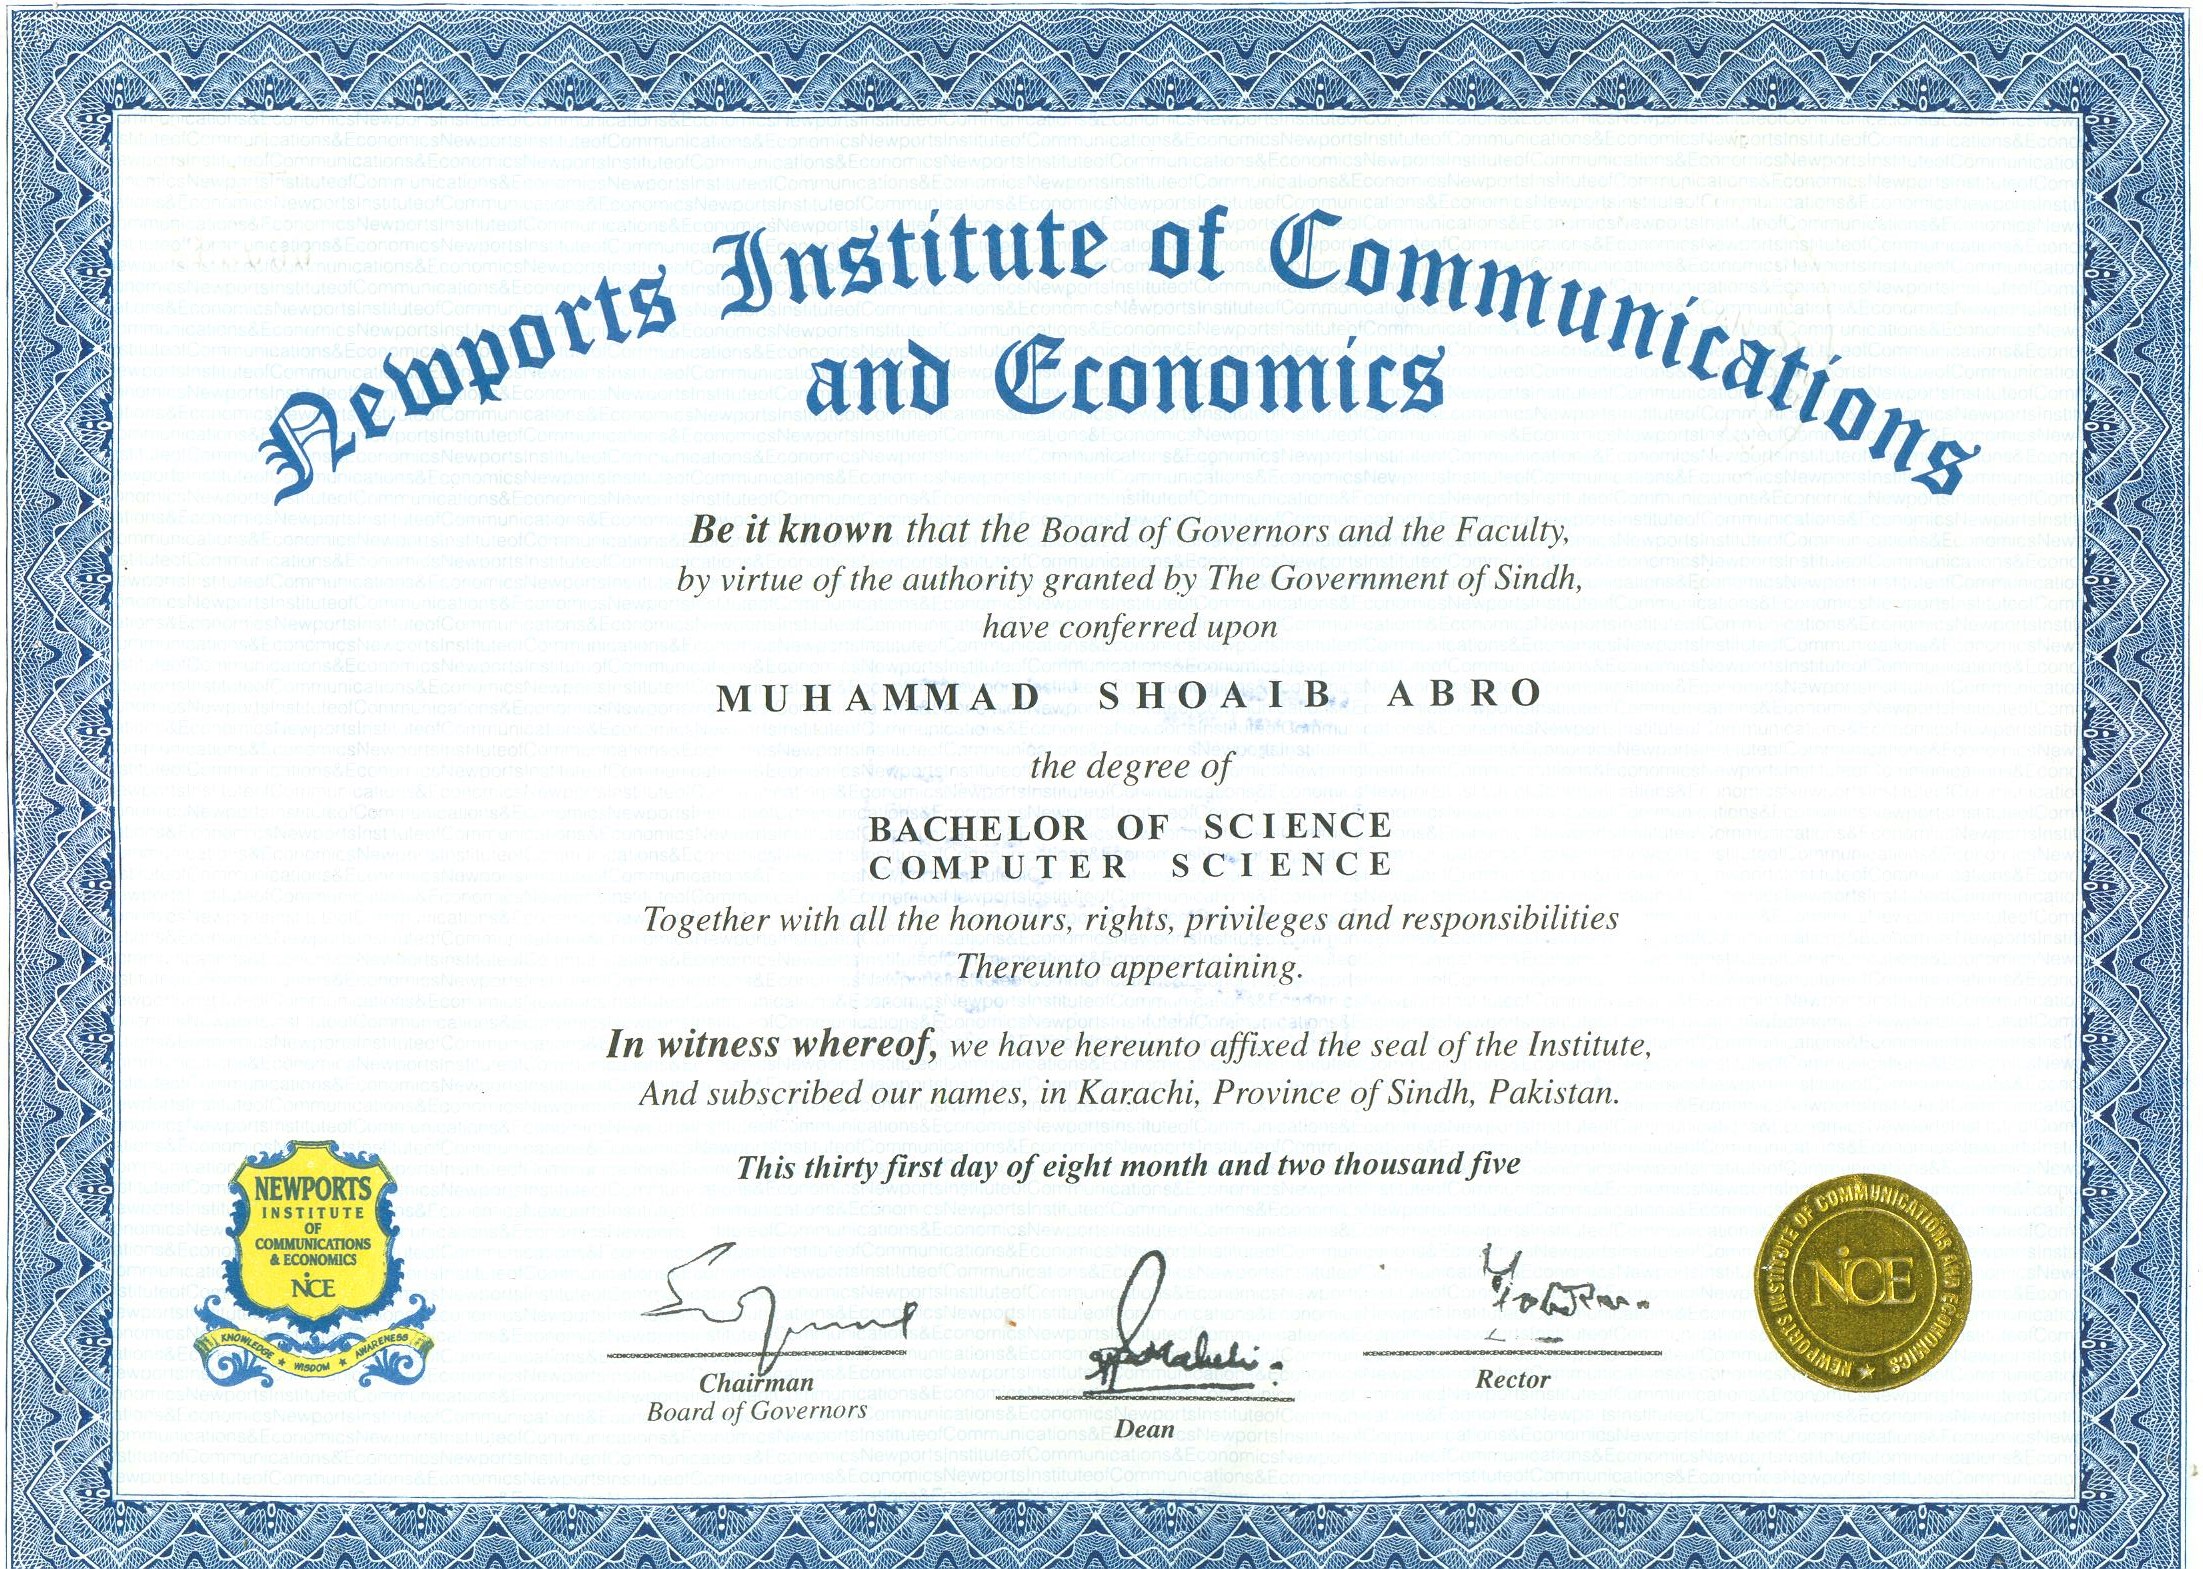 Newports Institute of Communications
and Economics
Be it known that the Board of Governors and the Faculty,
by virtue of the authority granted by The Government of Sindh,
have conferred upon
MUHAMMAD SHOAIB ABRO
the degree of
BACHELOR OF SCIENCE
COMPUTER SCIENCE
Together with all the honours, rights, privileges and responsibilities
Thereunto appertaining.
In witness whereof, we have hereunto affixed the seal of the Institute,
And subscribed our names, in Karachi, Province of Sindh, Pakistan.
This thirty first day of eight month and two thousand five
NEWPORTS
INSTITUTE
OF
COMMUNICATIONS
& ECONOMICS
NiCE
KNOWLEDGE ★ WISDOM ★ AWARENESS
Chairman
Board of Governors
Dean
Rector
NEWPORTS INSTITUTE OF COMMUNICATIONS AND ECONOMICS ★
NiCE